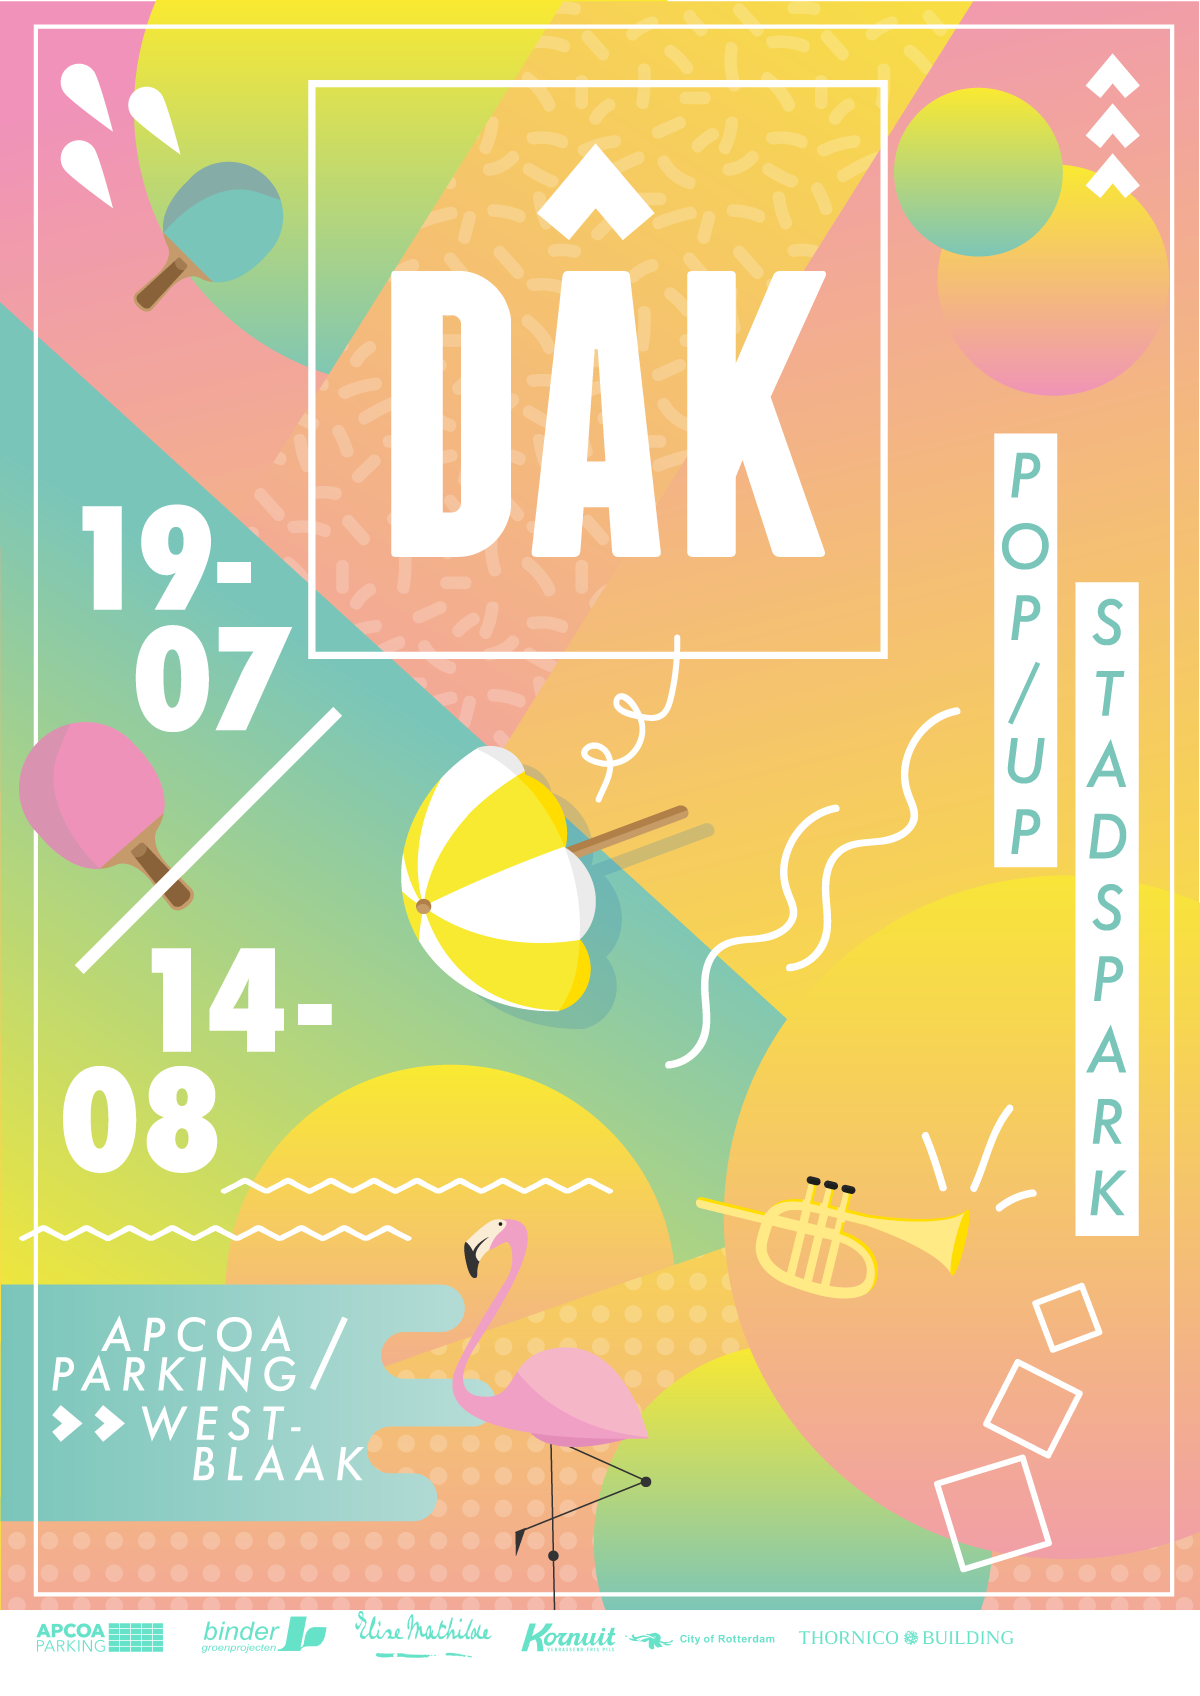 DAK
POP/UP
STADSPARK
19-
07
/
14-
08
APCOA
PARKING/
WEST-
BLAAK
APCOA
PARKING
binder
groenprojecten
Elise Mathilde
Kornuit
City of Rotterdam
THORNICO BUILDING